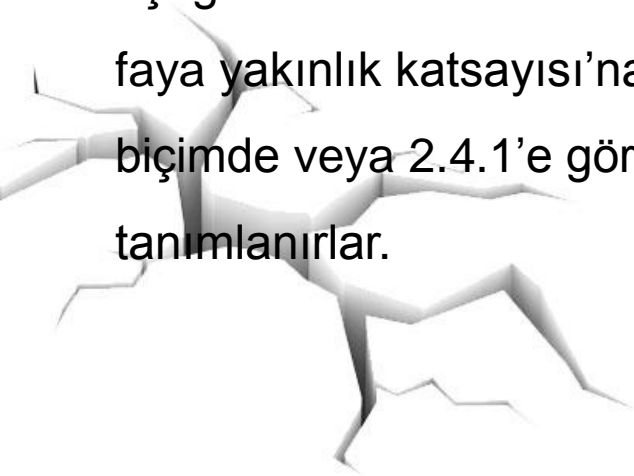 faya yakınlık katsayısı’na
biçimde veya 2.4.1’e gör
tanımlanırlar.